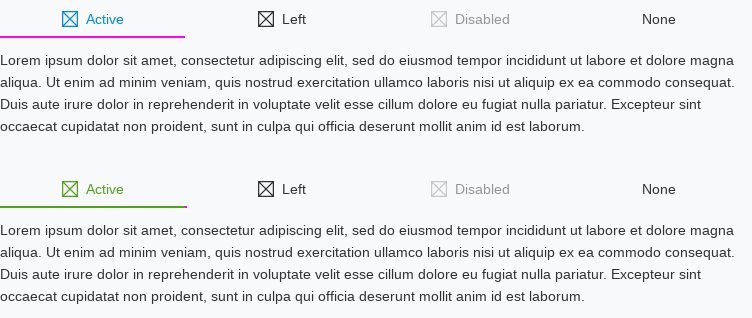 Active Left Disabled None
Lorem ipsum dolor sit amet, consectetur adipiscing elit, sed do eiusmod tempor incididunt ut labore et dolore magna
aliqua. Ut enim ad minim veniam, quis nostrud exercitation ullamco laboris nisi ut aliquip ex ea commodo consequat.
Duis aute irure dolor in reprehenderit in voluptate velit esse cillum dolore eu fugiat nulla pariatur. Excepteur sint
occaecat cupidatat non proident, sunt in culpa qui officia deserunt mollit anim id est laborum.
Active Left Disabled None
Lorem ipsum dolor sit amet, consectetur adipiscing elit, sed do eiusmod tempor incididunt ut labore et dolore magna
aliqua. Ut enim ad minim veniam, quis nostrud exercitation ullamco laboris nisi ut aliquip ex ea commodo consequat.
Duis aute irure dolor in reprehenderit in voluptate velit esse cillum dolore eu fugiat nulla pariatur. Excepteur sint
occaecat cupidatat non proident, sunt in culpa qui officia deserunt mollit anim id est laborum.